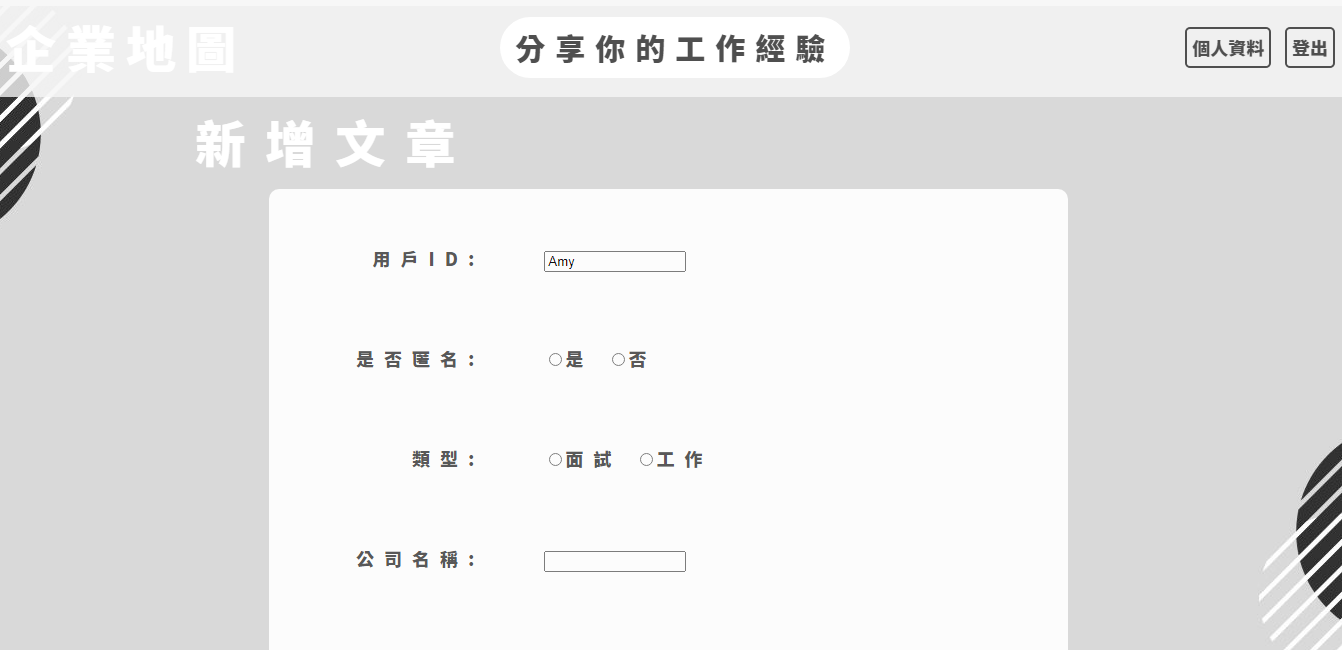 企業地圖
分享你的工作經驗
個人資料
登出
新增文章
用戶ID：
Amy
是否匿名：
是 否
類型：
面試 工作
公司名稱：